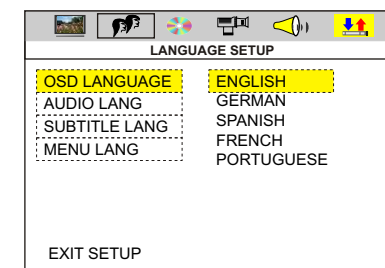 LANGUAGE SETUP
OSD LANGUAGE
AUDIO LANG
SUBTITLE LANG
MENU LANG
ENGLISH
GERMAN
SPANISH
FRENCH
PORTUGUESE
EXIT SETUP